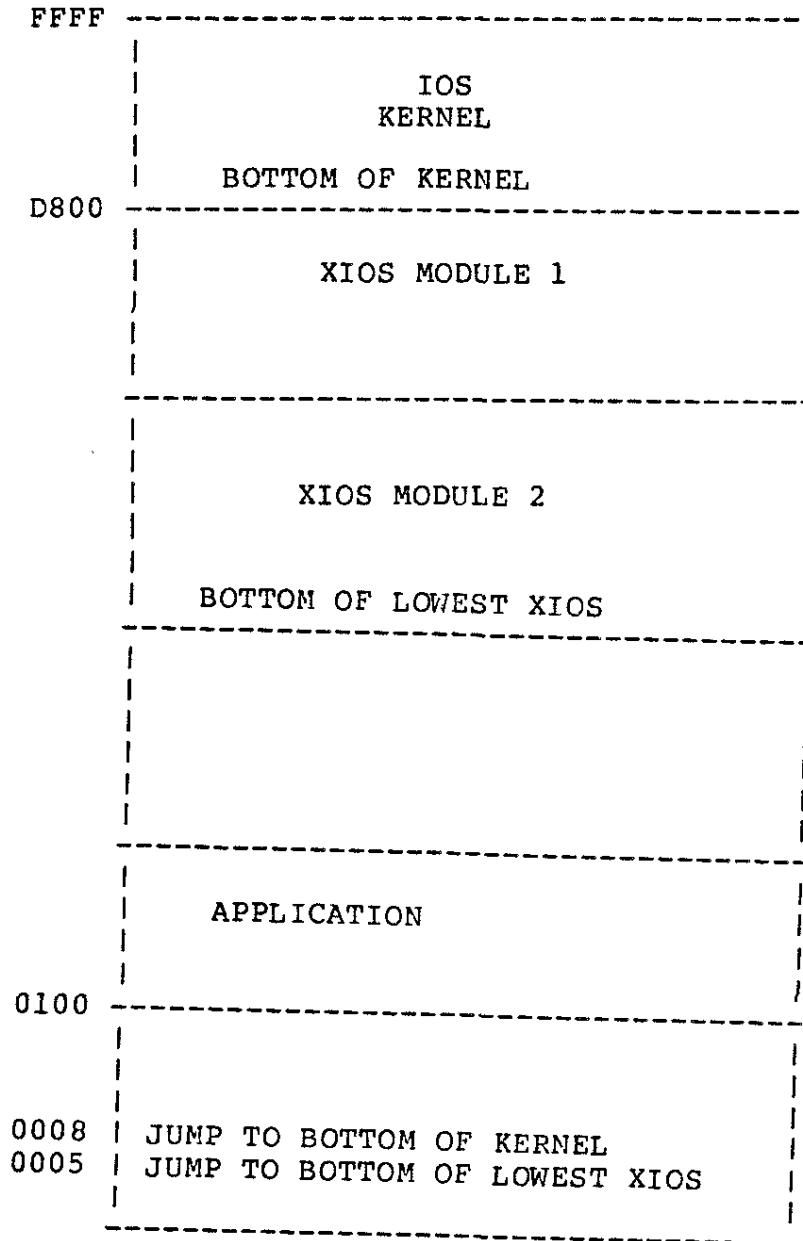 FFFF
IOS
KERNEL
BOTTOM OF KERNEL
D800
XIOS MODULE 1
XIOS MODULE 2
BOTTOM OF LOWEST XIOS
APPLICATION
0100
0008 JUMP TO BOTTOM OF KERNEL
0005 JUMP TO BOTTOM OF LOWEST XIOS